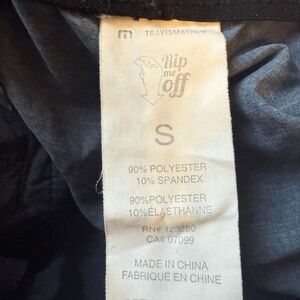 TRAVISMATHEW
Rip
me
off
S
90% POLYESTER
10% SPANDEX
90%POLYESTER
10%ÉLASTHANNE
RN# 123280
CA# 07099
MADE IN CHINA
FABRIQUE EN CHINE